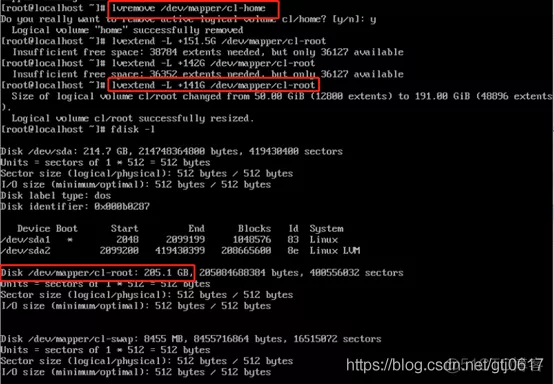 [root@localhost ~]# lvremove /dev/mapper/cl-home
Do you really want to remove active logical volume cl/home? [y/n]: y
  Logical volume "home" successfully removed
[root@localhost ~]# lvextend -L +151.5G /dev/mapper/cl-root
  Insufficient free space: 38784 extents needed, but only 36127 available
[root@localhost ~]# lvextend -L +142G /dev/mapper/cl-root
  Insufficient free space: 36352 extents needed, but only 36127 available
[root@localhost ~]# lvextend -L +141G /dev/mapper/cl-root
  Size of logical volume cl/root changed from 50.00 GiB (12800 extents) to 191.00 GiB (48896 extents
).
  Logical volume cl/root successfully resized.
[root@localhost ~]# fdisk -l

Disk /dev/sda: 214.7 GB, 214748364800 bytes, 419430400 sectors
Units = sectors of 1 * 512 = 512 bytes
Sector size (logical/physical): 512 bytes / 512 bytes
I/O size (minimum/optimal): 512 bytes / 512 bytes
Disk label type: dos
Disk identifier: 0x000b0287

   Device Boot      Start         End      Blocks   Id  System
/dev/sda1   *        2048     2099199     1048576   83  Linux
/dev/sda2         2099200   419430399   208665600   8e  Linux LVM

Disk /dev/mapper/cl-root: 205.1 GB, 205084688384 bytes, 400556032 sectors
Units = sectors of 1 * 512 = 512 bytes
Sector size (logical/physical): 512 bytes / 512 bytes
I/O size (minimum/optimal): 512 bytes / 512 bytes

Disk /dev/mapper/cl-swap: 8455 MB, 8455716864 bytes, 16515072 sectors
Units = sectors of 1 * 512 = 512 bytes
Sector size (logical/physical): 512 bytes / 512 bytes
I/O size (minimum/optimal): 512 bytes / 512 bytes
https://blog.csdn.net/gtj0617